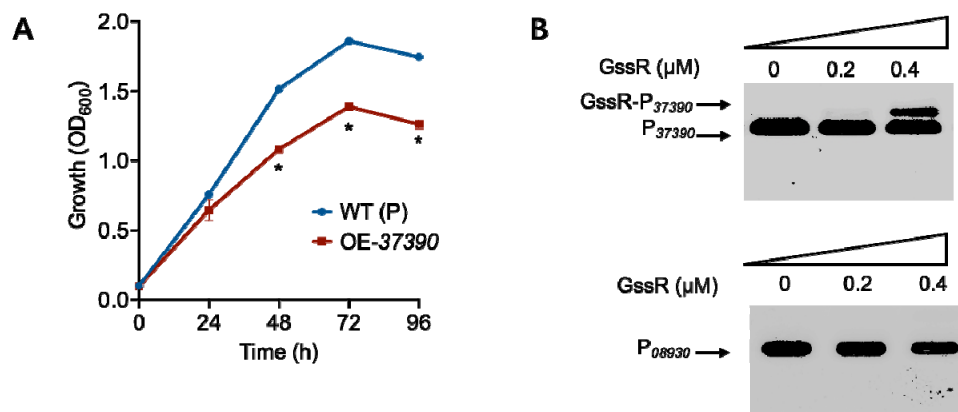 A
Growth (OD600)
2.0
1.5
1.0
0.5
0.0
*
*
*
WT (P)
OE-37390
0
24
48
72
96
Time (h)
B
GssR (µM)
0
0.2
0.4
GssR-P37390
P37390
GssR (µM)
0
0.2
0.4
P08930